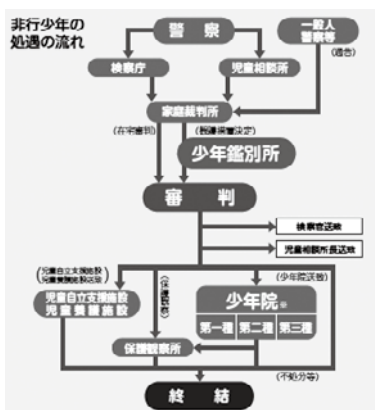 非行少年の
処遇の流れ
警察
一般人
警察等
(通告)
検察庁
児童相談所
家庭裁判所
(在宅審判)
(観護措置決定)
少年鑑別所
審判
検察官送致
児童相談所長送致
(児童自立支援施設
児童養護施設送致)
(保護観察)
(少年院送致)
児童自立支援施設
児童養護施設
少年院※
第一種
第二種
第三種
保護観察所
(不処分等)
終結